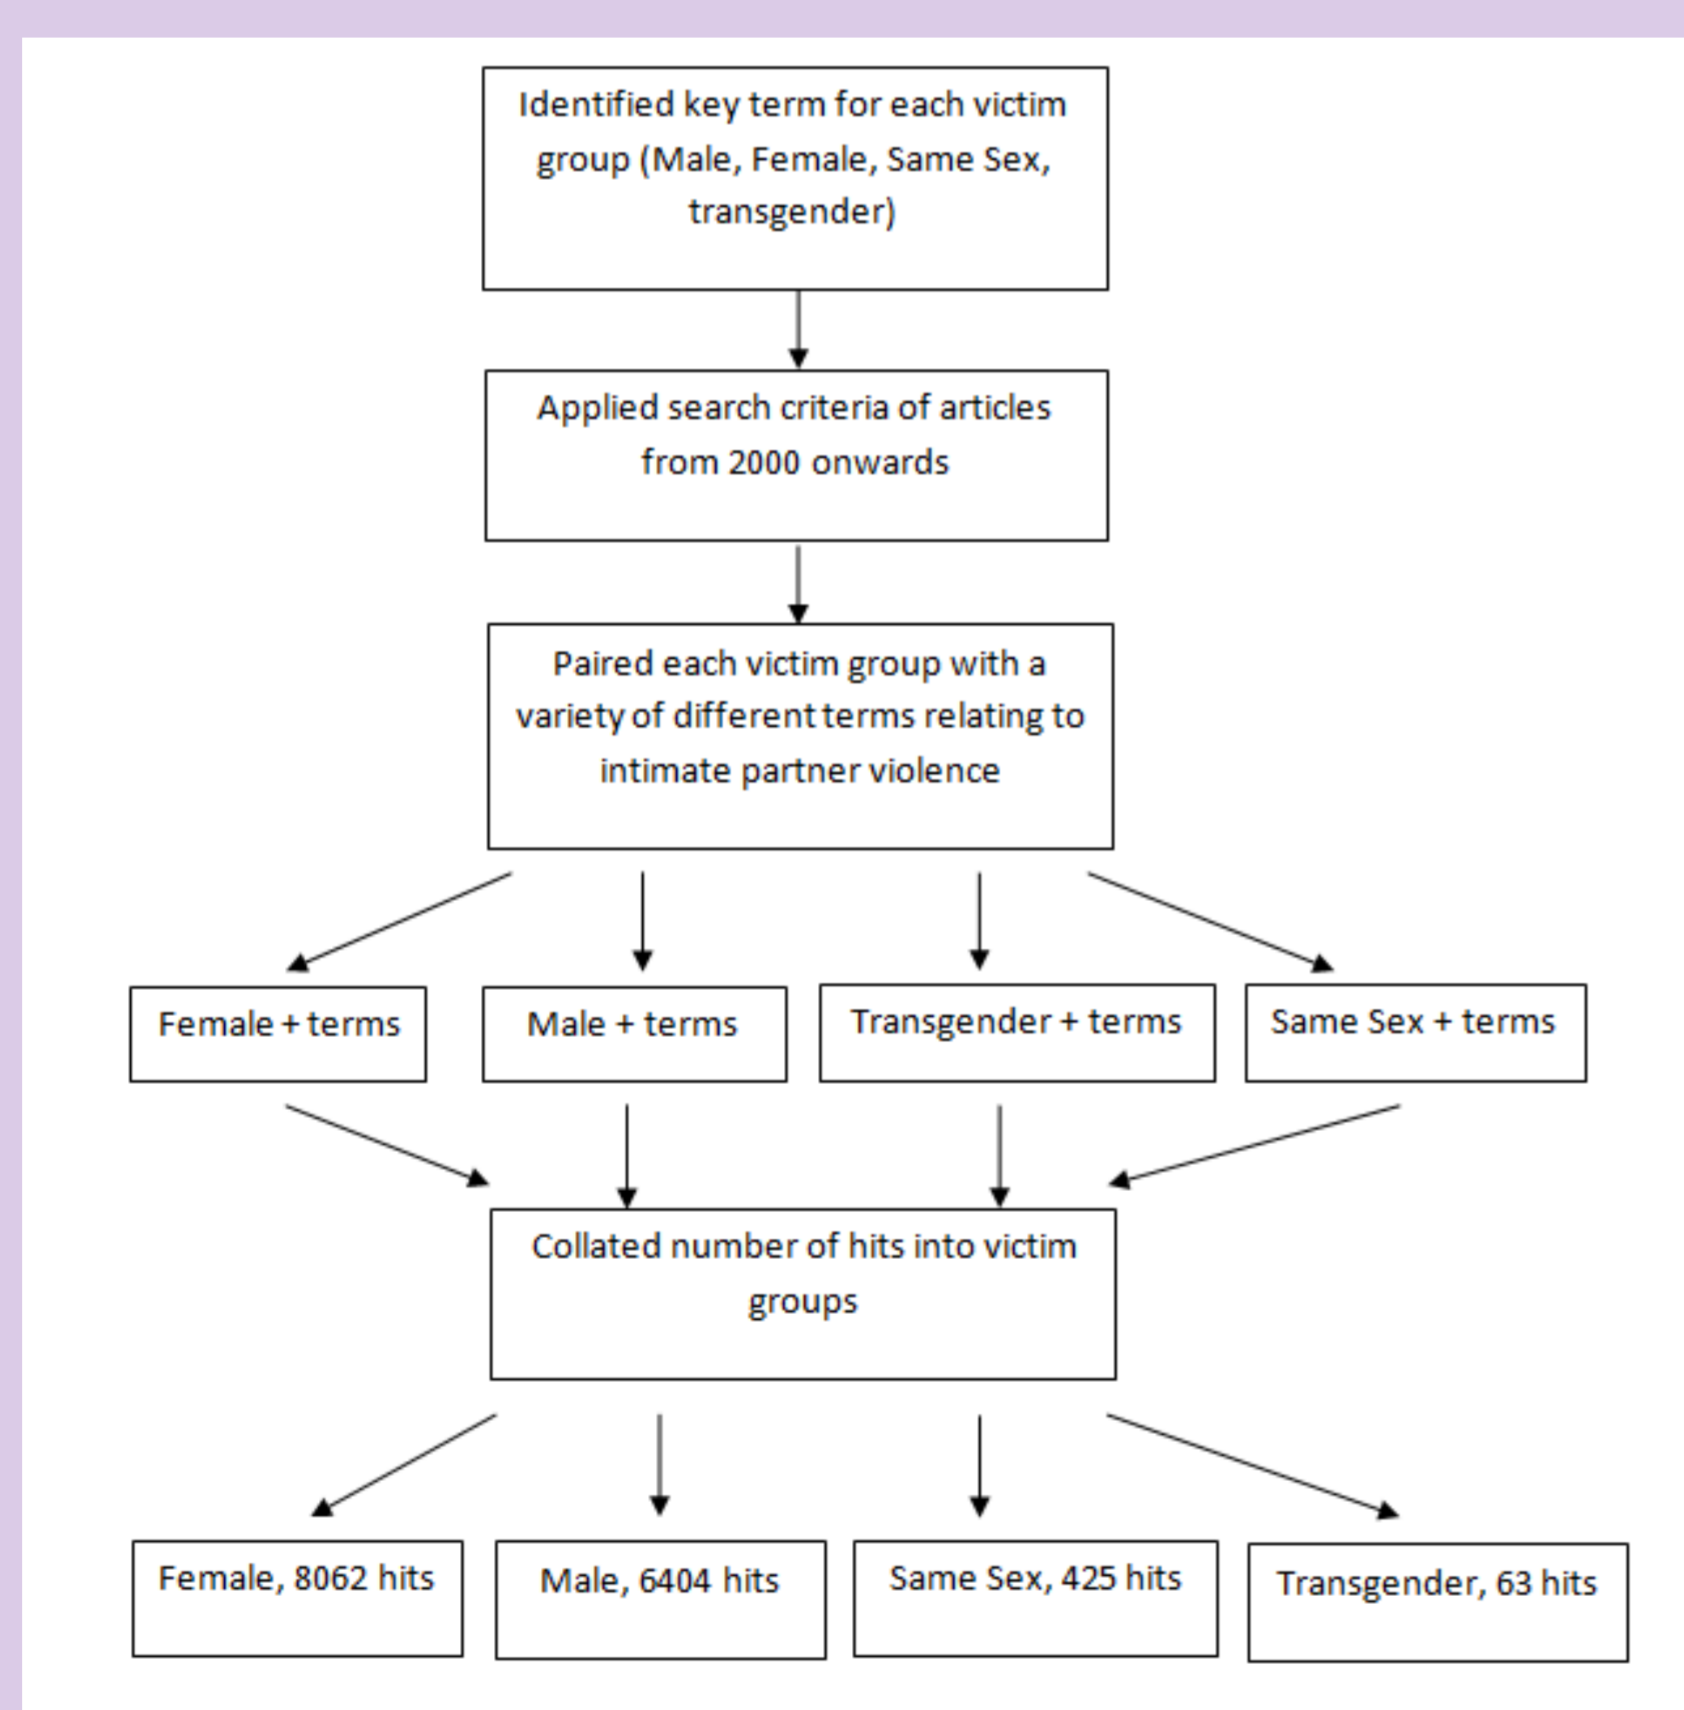 Identified key term for each victim
group (Male, Female, Same Sex,
transgender)
Applied search criteria of articles
from 2000 onwards
Paired each victim group with a
variety of different terms relating to
intimate partner violence
Female + terms
Male + terms
Transgender + terms
Same Sex + terms
Collated number of hits into victim
groups
Female, 8062 hits
Male, 6404 hits
Same Sex, 425 hits
Transgender, 63 hits